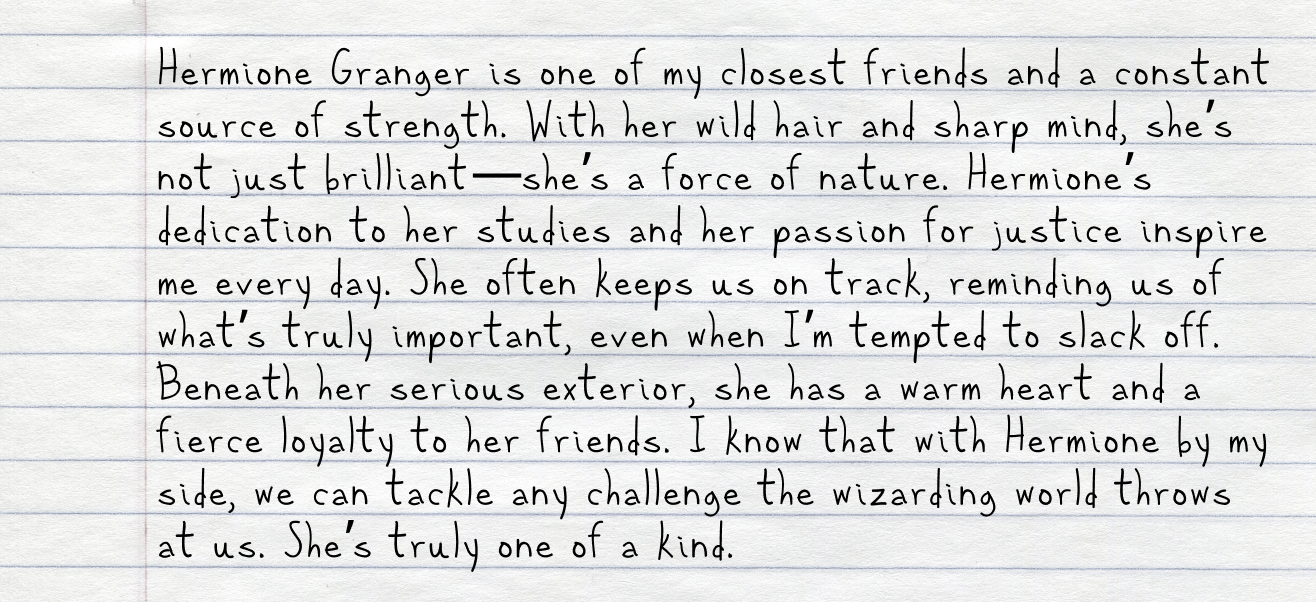 Hermione Granger is one of my closest friends and a constant
source of strength. With her wild hair and sharp mind, she's
not just brilliant—she's a force of nature. Hermione's
dedication to her studies and her passion for justice inspire
me every day. She often keeps us on track, reminding us of
what's truly important, even when I'm tempted to slack off.
Beneath her serious exterior, she has a warm heart and a
fierce loyalty to her friends. I know that with Hermione by my
side, we can tackle any challenge the wizarding world throws
at us. She's truly one of a kind.